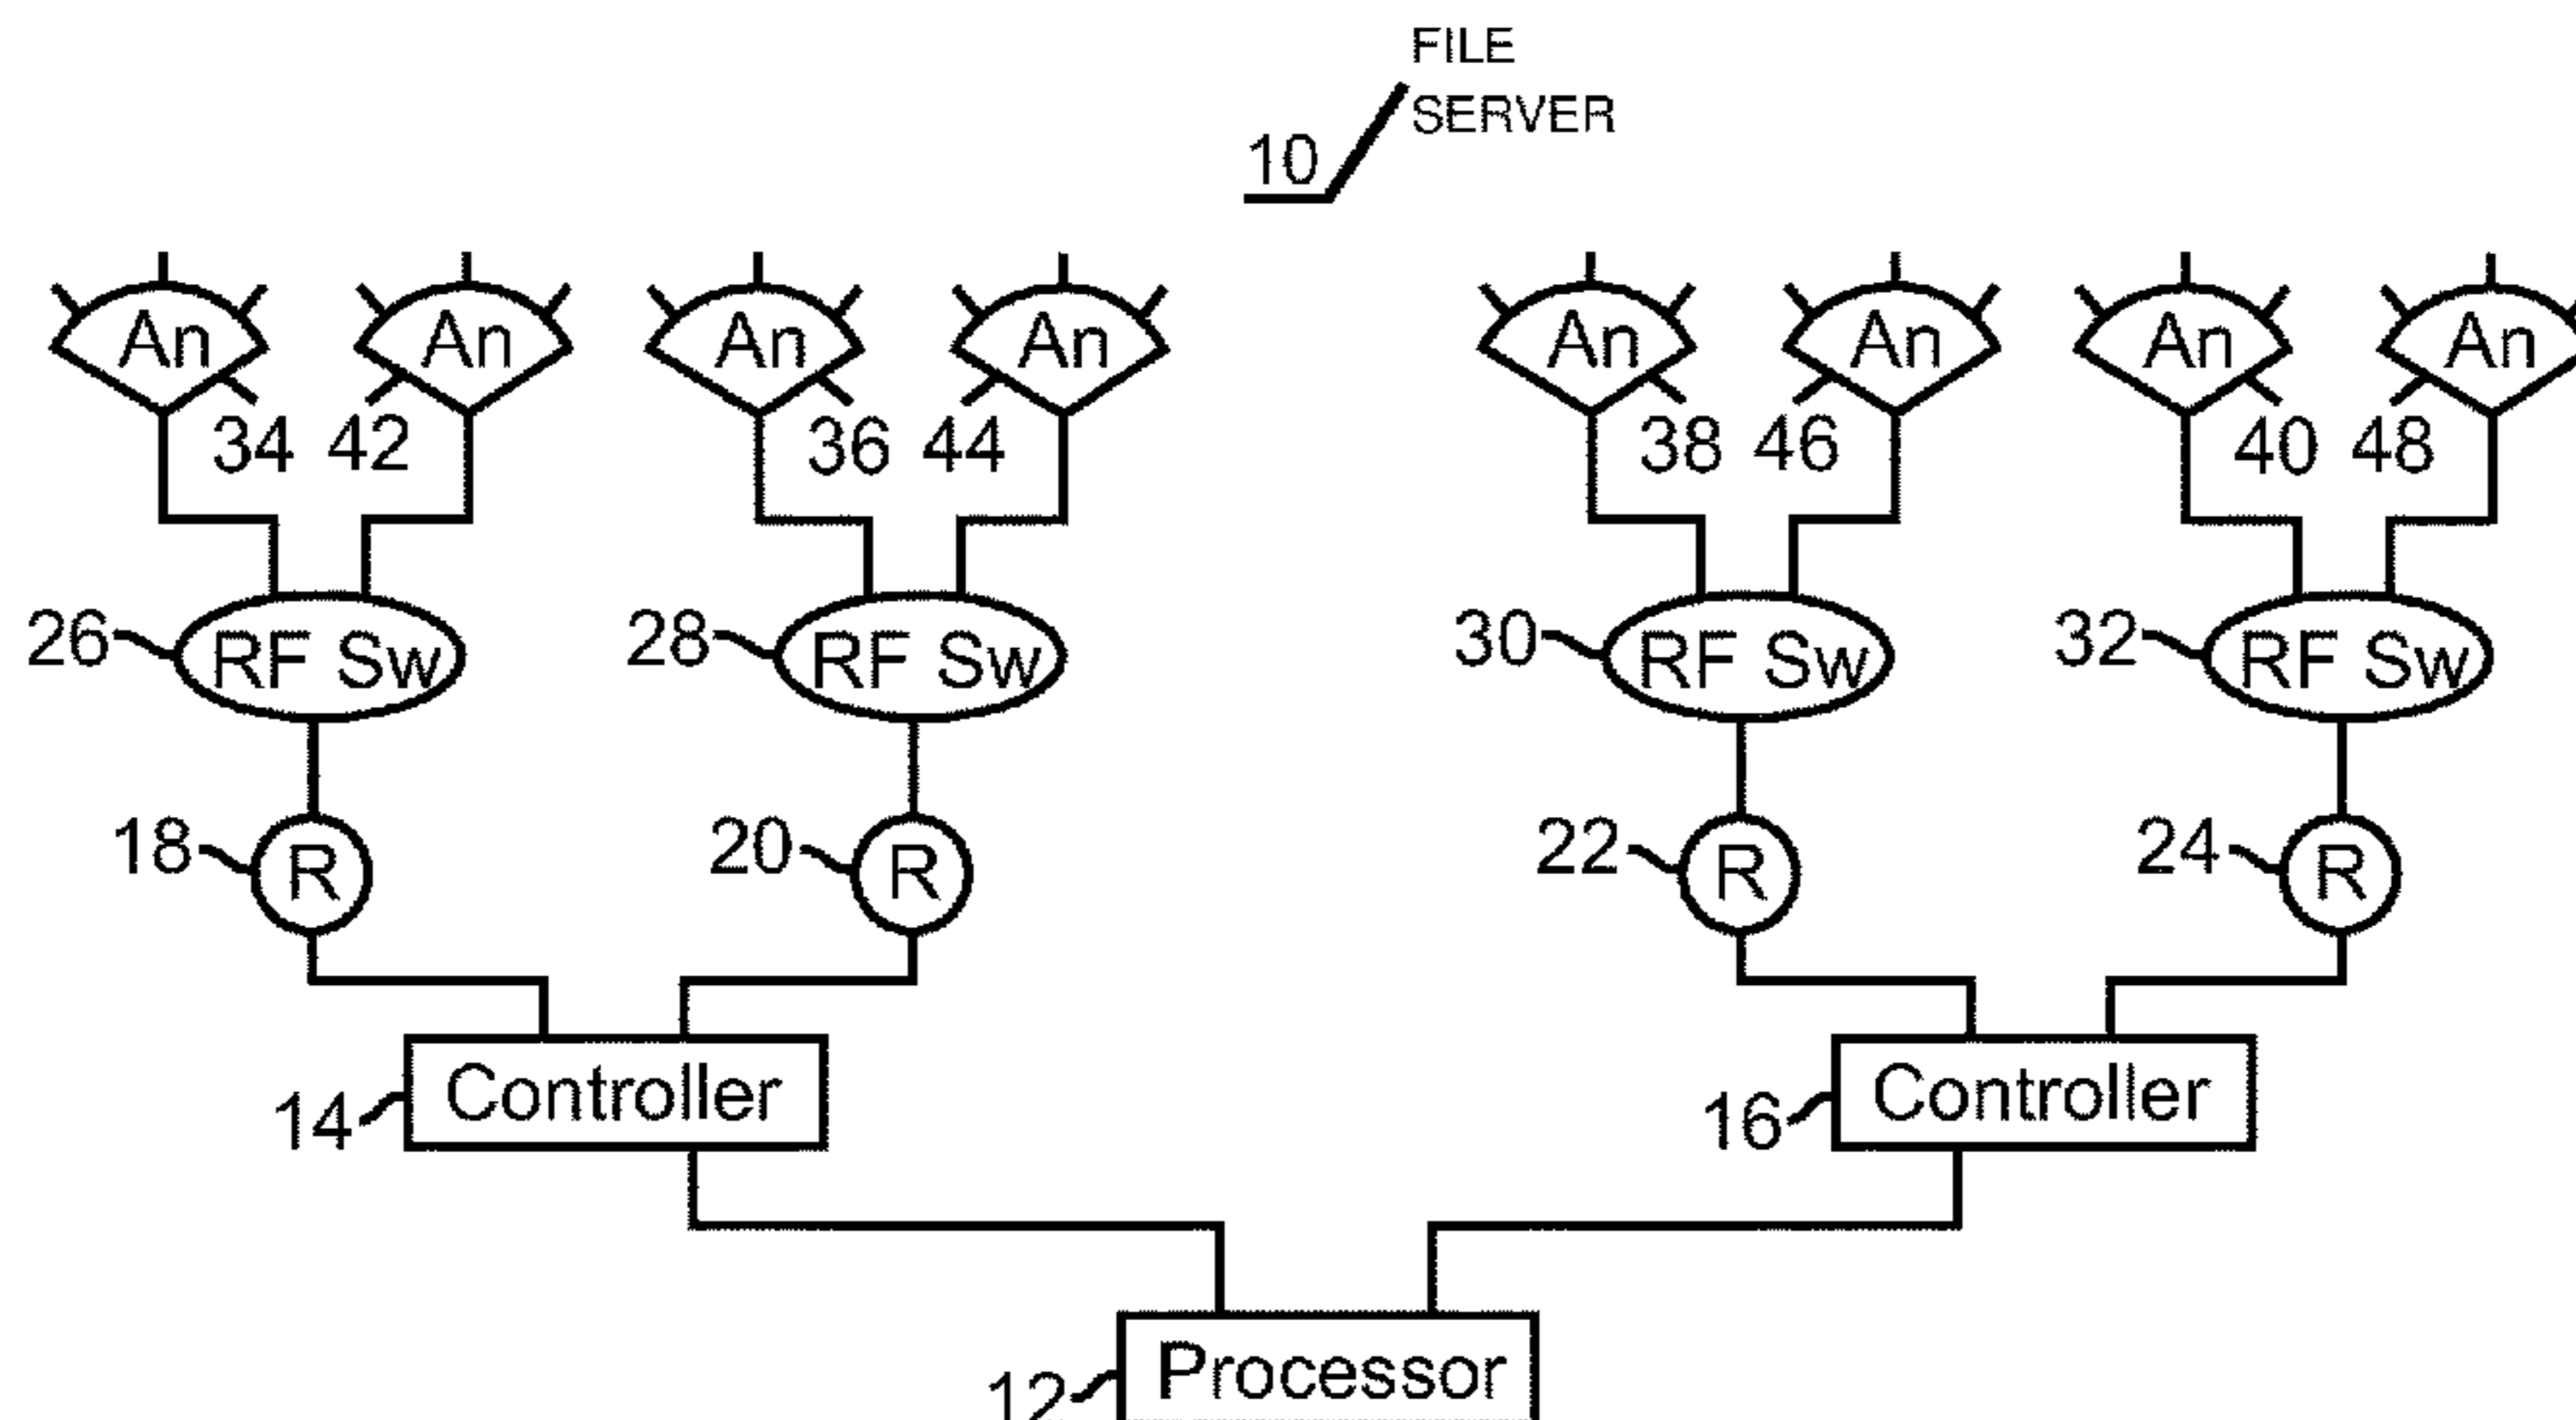 FILE
SERVER
10
An An An An An An An An
34 42 36 44 38 46 40 48
26 RF Sw 28 RF Sw 30 RF Sw 32 RF Sw
18 R 20 R 22 R 24 R
14 Controller 16 Controller
12 Processor